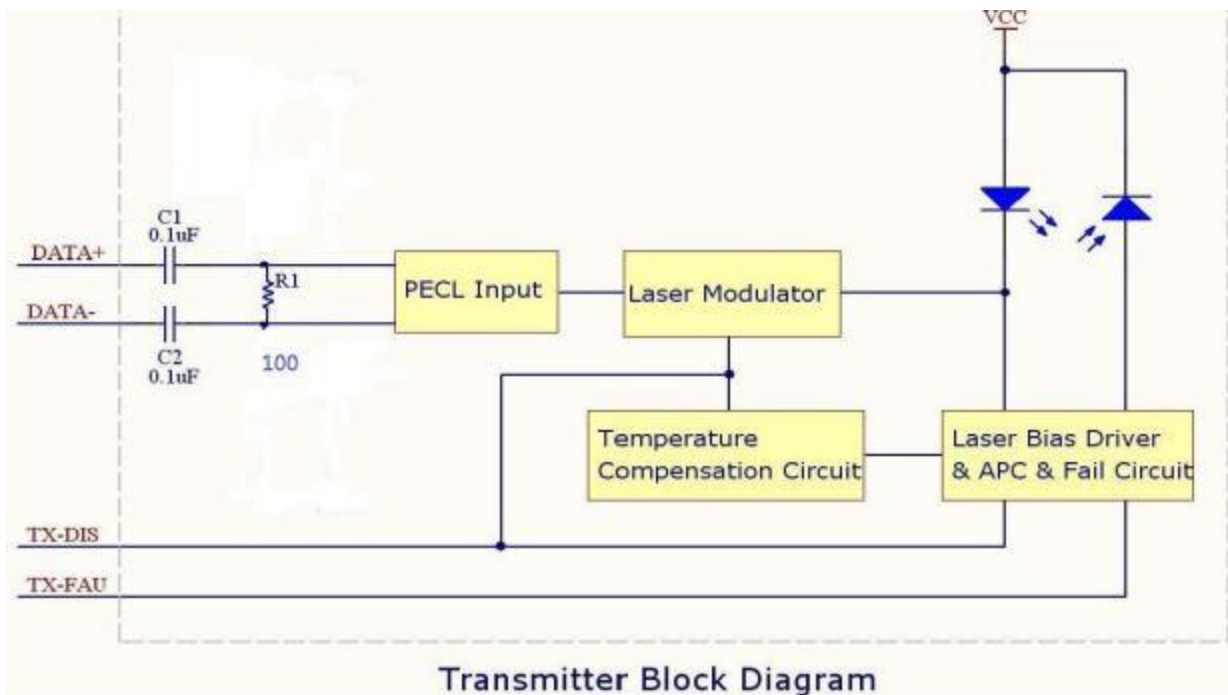 VCC
C1
0.1uF
DATA+
R1
PECL Input
Laser Modulator
DATA-
C2
0.1uF
100
Temperature
Compensation Circuit
Laser Bias Driver
& APC & Fail Circuit
TX-DIS
TX-FAU
Transmitter Block Diagram